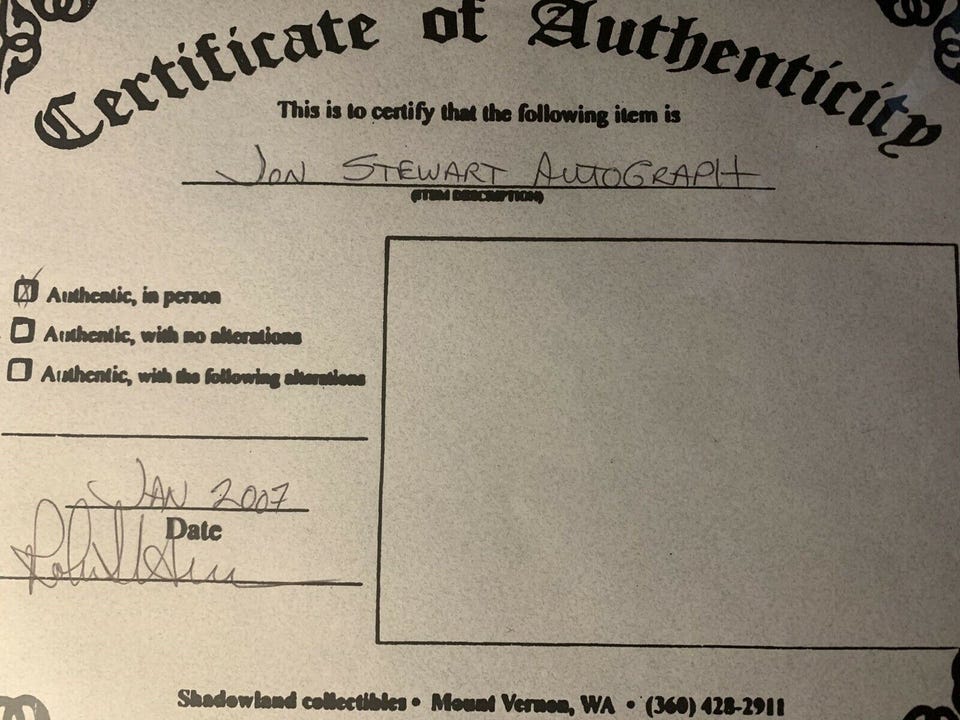 Certificate of Authenticity
This is to certify that the following item is
JON STEWART AUTOGRAPH
(ITEM DESCRIPTION)
Authentic, in person
Authentic, with no alterations
Authentic, with the following alterations
JAN 2007
Date
Shadowland collectibles • Mount Vernon, WA • (360) 428-2911